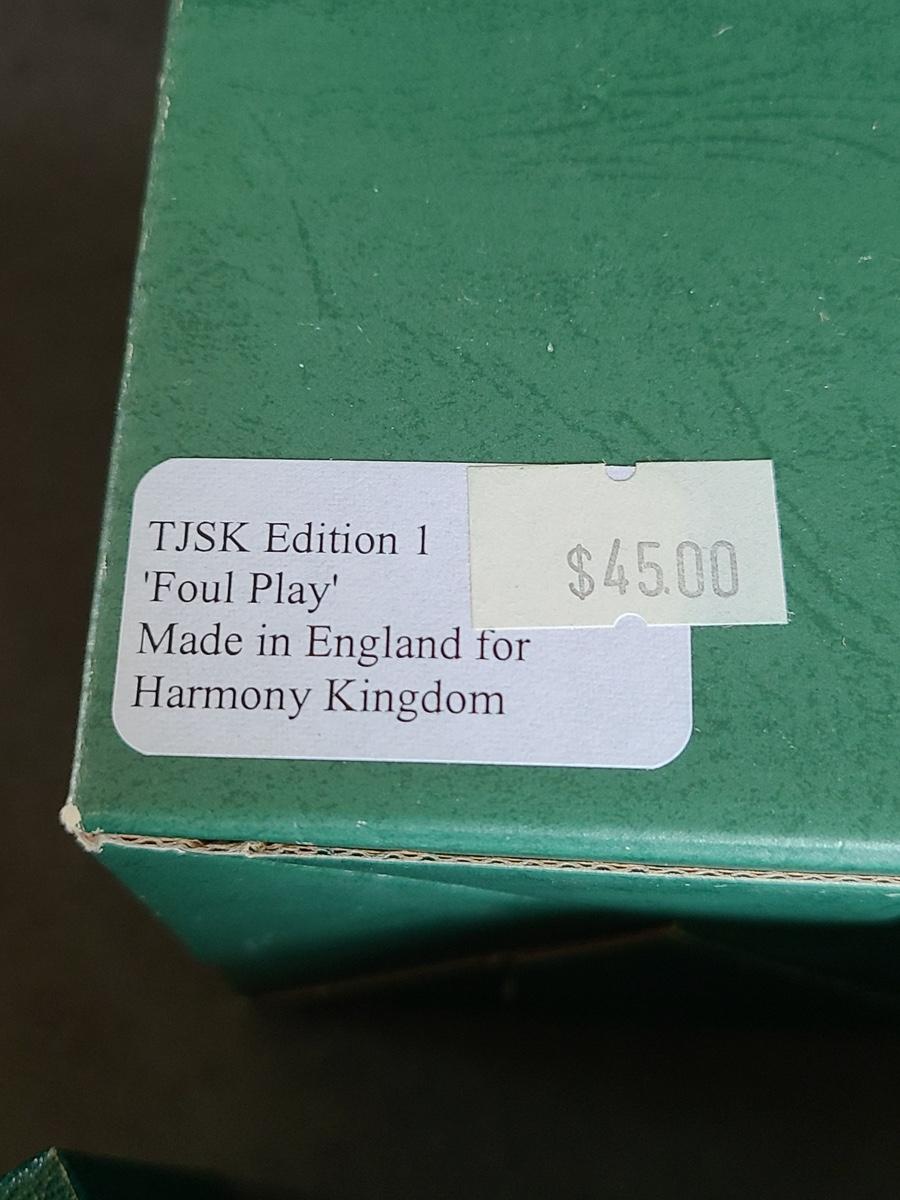 TJSK Edition 1
$45.00
'Foul Play'
Made in England for
Harmony Kingdom